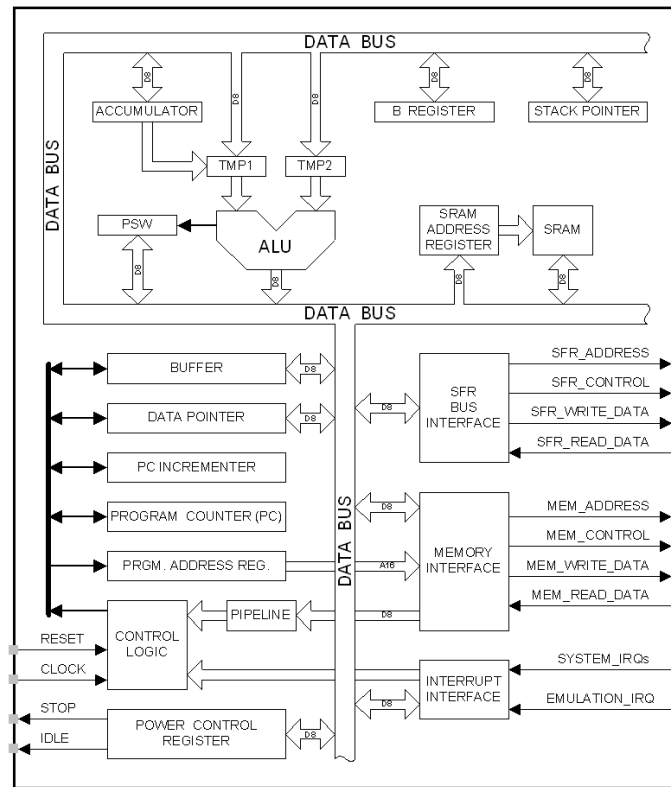 DATA BUS
D8
D8
D8
D8
D8
ACCUMULATOR
B REGISTER
STACK POINTER
DATA BUS
TMP1
TMP2
PSW
ALU
SRAM
ADDRESS
REGISTER
SRAM
D8
D8
D8
D8
DATA BUS
BUFFER
D8
DATA POINTER
D8
PC INCREMENTER
PROGRAM COUNTER (PC)
PRGM. ADDRESS REG.
A16
DATA BUS
D8
SFR
BUS
INTERFACE
SFR_ADDRESS
SFR_CONTROL
SFR_WRITE_DATA
SFR_READ_DATA
D8
MEMORY
INTERFACE
MEM_ADDRESS
MEM_CONTROL
MEM_WRITE_DATA
MEM_READ_DATA
RESET
CLOCK
CONTROL
LOGIC
PIPELINE
D8
STOP
IDLE
POWER CONTROL
REGISTER
D8
D8
INTERRUPT
INTERFACE
SYSTEM_IRQs
EMULATION_IRQ